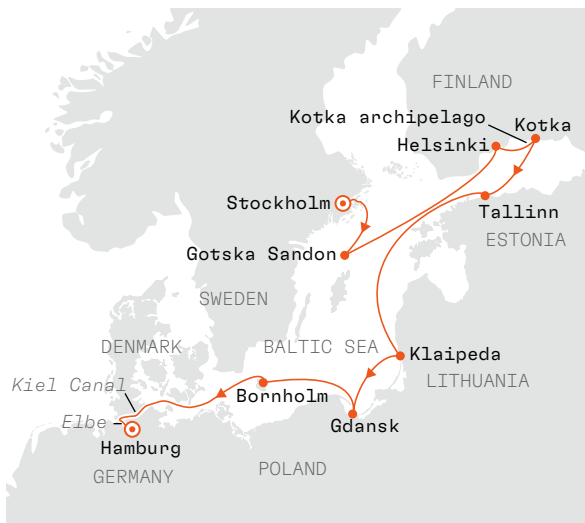 FINLAND
Kotka archipelago
Kotka
Helsinki
Stockholm
Tallinn
ESTONIA
Gotska Sandon
SWEDEN
DENMARK
BALTIC SEA
Klaipeda
LITHUANIA
Kiel Canal
Bornholm
Elbe
Gdansk
Hamburg
POLAND
GERMANY